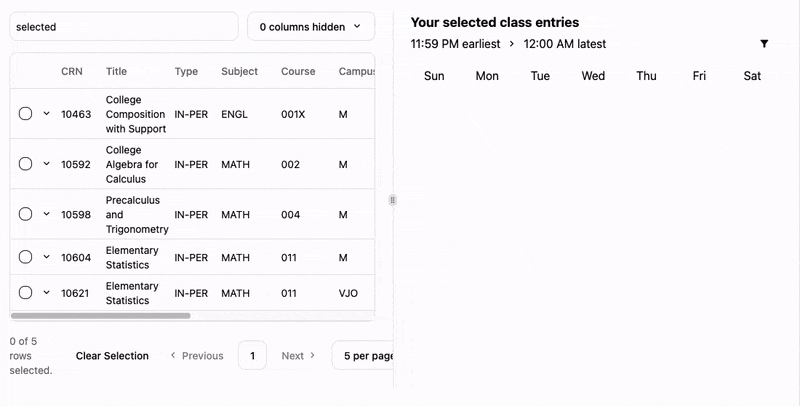 selected
0 columns hidden
CRN Title Type Subject Course Campus
10463 College Composition with Support IN-PER ENGL 001X M
10592 College Algebra for Calculus IN-PER MATH 002 M
10598 Precalculus and Trigonometry IN-PER MATH 004 M
10604 Elementary Statistics IN-PER MATH 011 M
10621 Elementary Statistics IN-PER MATH 011 VJO
0 of 5 rows selected.
Clear Selection
Previous
1
Next
5 per page
Your selected class entries
11:59 PM earliest > 12:00 AM latest
Sun Mon Tue Wed Thu Fri Sat